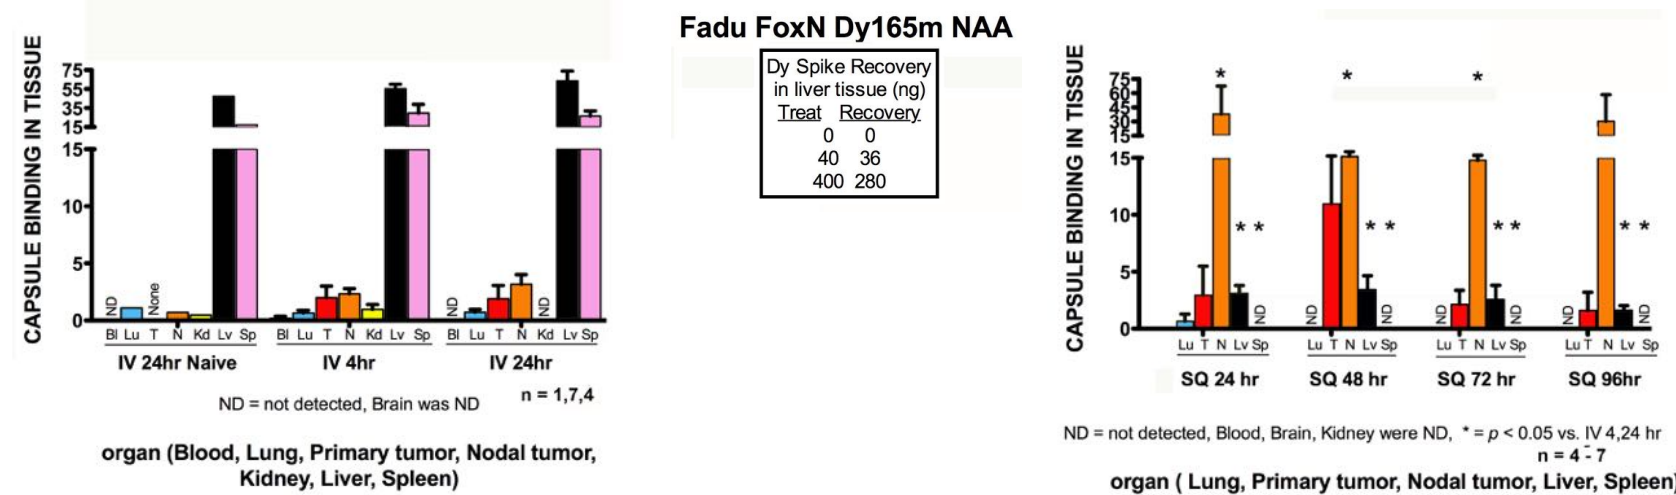 Fadu FoxN Dy165m NAA
CAPSULE BINDING IN TISSUE
75
55
35
15
15
10
5
0
ND
None
ND
ND
Bl Lu T N Kd Lv Sp
Bl Lu T N Kd Lv Sp
Bl Lu T N Kd Lv Sp
IV 24hr Naive
IV 4hr
IV 24hr
n = 1,7,4
ND = not detected, Brain was ND
organ (Blood, Lung, Primary tumor, Nodal tumor,
Kidney, Liver, Spleen)
Dy Spike Recovery
in liver tissue (ng)
Treat Recovery
0 0
40 36
400 280
CAPSULE BINDING IN TISSUE
75
60
45
30
15
15
10
5
0
* * *
* * * * * * * *
ND
ND ND
ND ND
ND ND
Lu T N Lv Sp
Lu T N Lv Sp
Lu T N Lv Sp
Lu T N Lv Sp
SQ 24 hr
SQ 48 hr
SQ 72 hr
SQ 96hr
ND = not detected, Blood, Brain, Kidney were ND, * = p < 0.05 vs. IV 4,24 hr
n = 4 - 7
organ ( Lung, Primary tumor, Nodal tumor, Liver, Spleen)